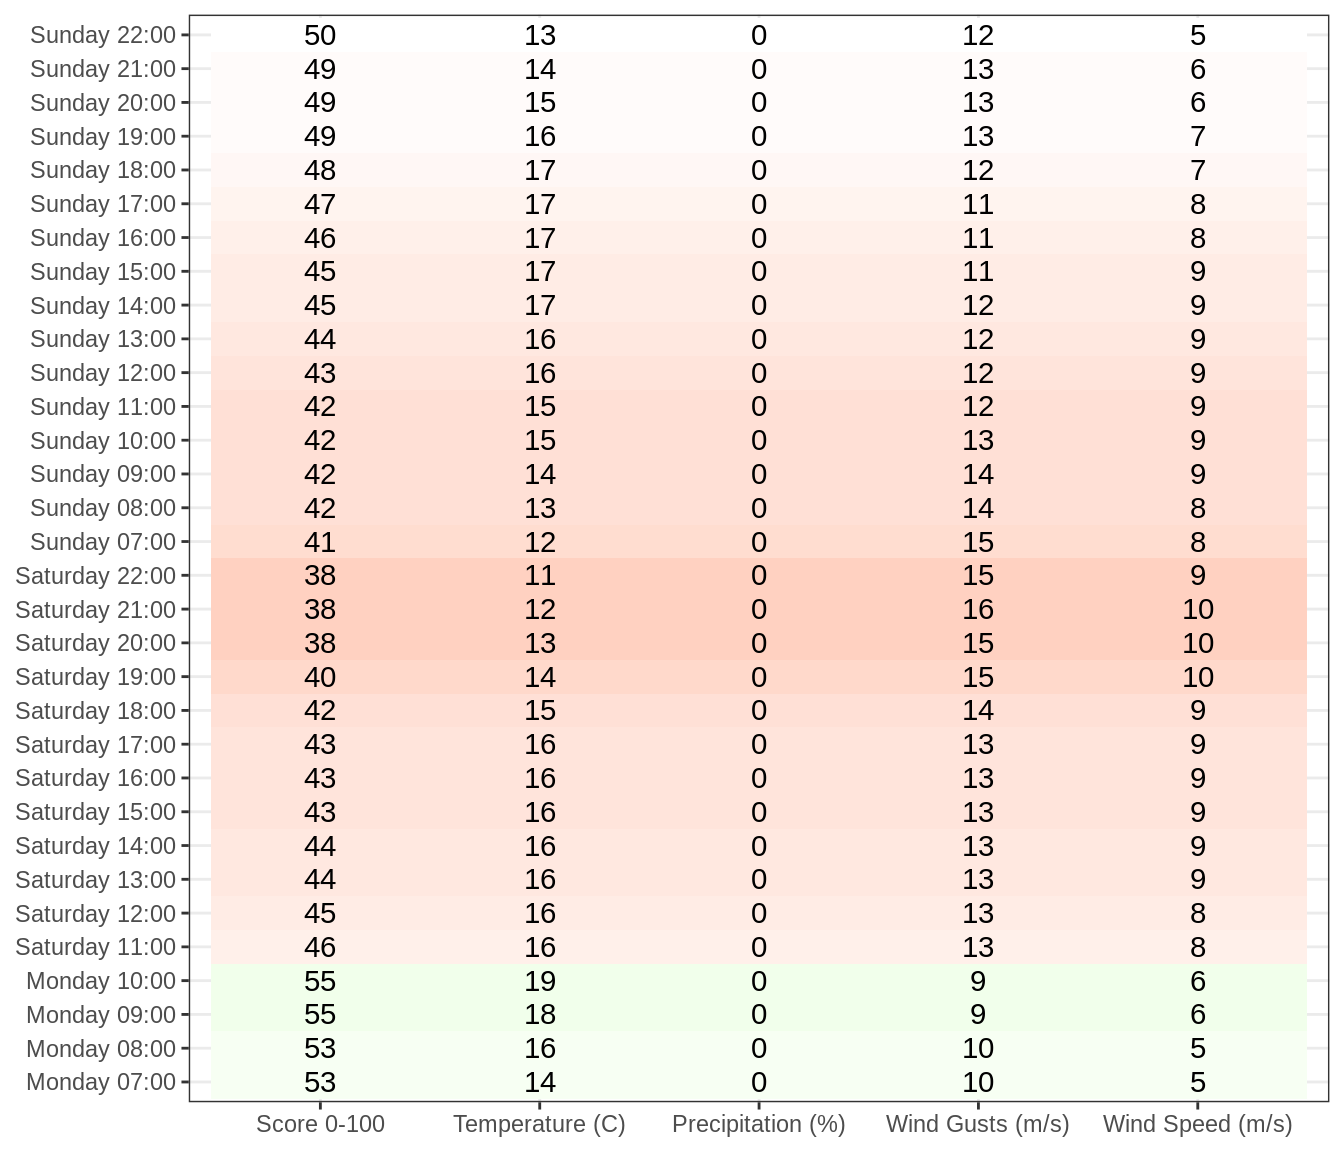 Sunday 22:00 50 13 0 12 5
Sunday 21:00 49 14 0 13 6
Sunday 20:00 49 15 0 13 6
Sunday 19:00 49 16 0 13 7
Sunday 18:00 48 17 0 12 7
Sunday 17:00 47 17 0 11 8
Sunday 16:00 46 17 0 11 8
Sunday 15:00 45 17 0 11 9
Sunday 14:00 45 17 0 12 9
Sunday 13:00 44 16 0 12 9
Sunday 12:00 43 16 0 12 9
Sunday 11:00 42 15 0 12 9
Sunday 10:00 42 15 0 13 9
Sunday 09:00 42 14 0 14 9
Sunday 08:00 42 13 0 14 8
Sunday 07:00 41 12 0 15 8
Saturday 22:00 38 11 0 15 9
Saturday 21:00 38 12 0 16 10
Saturday 20:00 38 13 0 15 10
Saturday 19:00 40 14 0 15 10
Saturday 18:00 42 15 0 14 9
Saturday 17:00 43 16 0 13 9
Saturday 16:00 43 16 0 13 9
Saturday 15:00 43 16 0 13 9
Saturday 14:00 44 16 0 13 9
Saturday 13:00 44 16 0 13 9
Saturday 12:00 45 16 0 13 8
Saturday 11:00 46 16 0 13 8
Monday 10:00 55 19 0 9 6
Monday 09:00 55 18 0 9 6
Monday 08:00 53 16 0 10 5
Monday 07:00 53 14 0 10 5
Score 0-100 Temperature (C) Precipitation (%) Wind Gusts (m/s) Wind Speed (m/s)